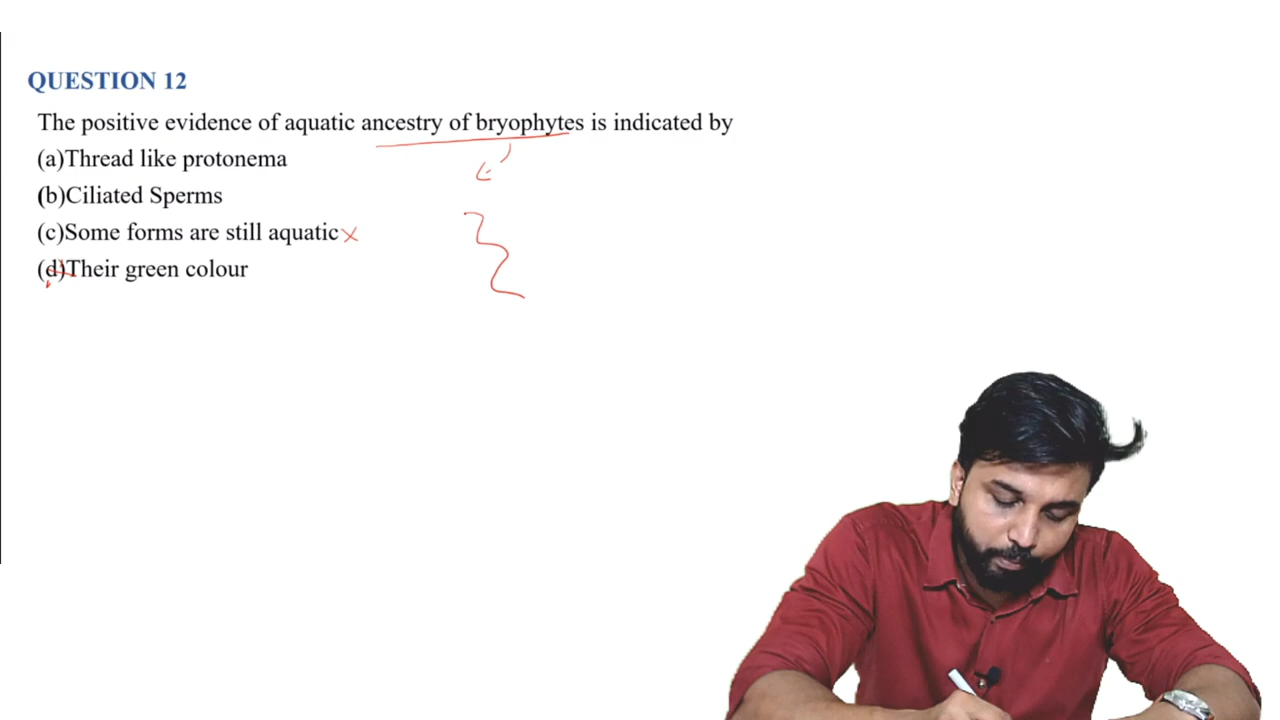 QUESTION 12
The positive evidence of aquatic ancestry of bryophytes is indicated by
(a)Thread like protonema
(b)Ciliated Sperms
(c)Some forms are still aquatic
(d)Their green colour